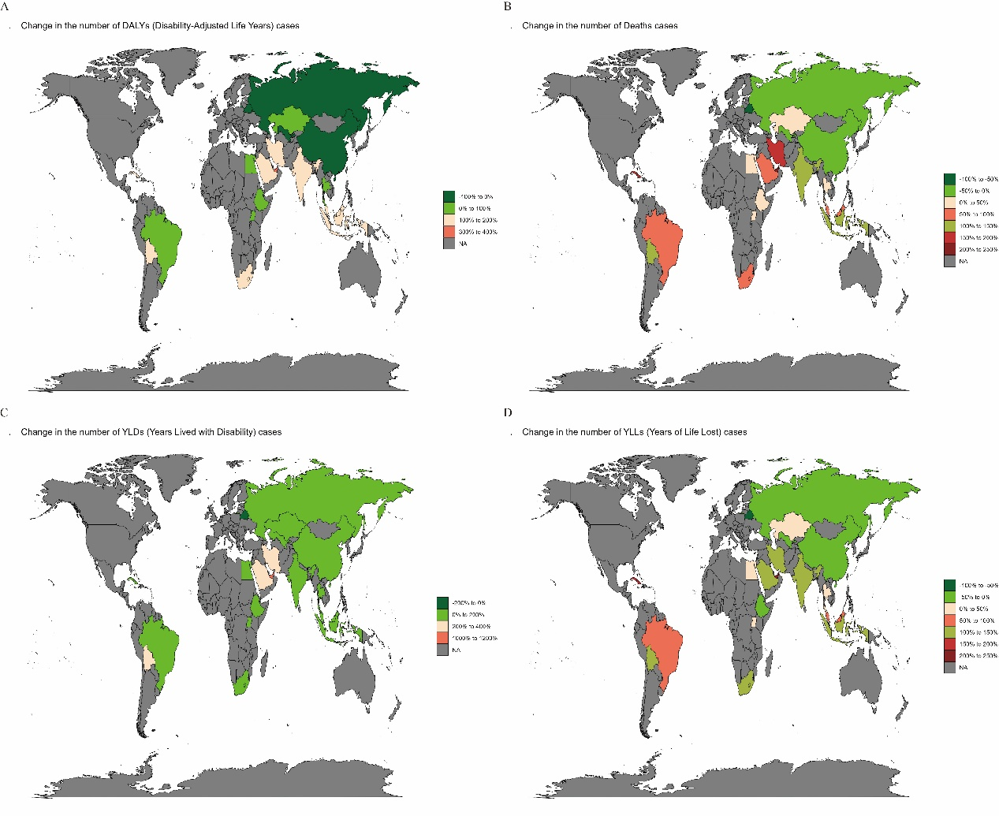 A
. Change in the number of DALYs (Disability-Adjusted Life Years) cases
-100% to 0%
0% to 100%
100% to 200%
300% to 400%
NA
B
. Change in the number of Deaths cases
-100% to -50%
-50% to 0%
0% to 50%
50% to 100%
100% to 150%
150% to 200%
200% to 250%
NA
C
. Change in the number of YLDs (Years Lived with Disability) cases
-200% to 0%
0% to 200%
200% to 400%
1000% to 1200%
NA
D
. Change in the number of YLLs (Years of Life Lost) cases
-100% to -50%
-50% to 0%
0% to 50%
50% to 100%
100% to 150%
150% to 200%
200% to 250%
NA